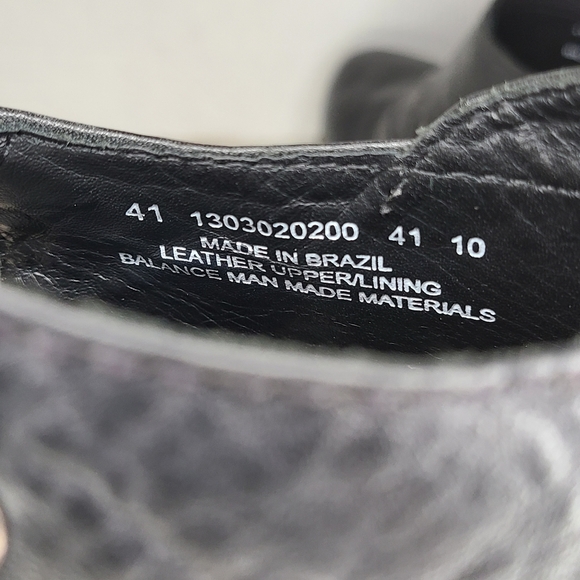 41 1303020200 41 10
MADE IN BRAZIL
LEATHER UPPER/LINING
BALANCE MAN MADE MATERIALS